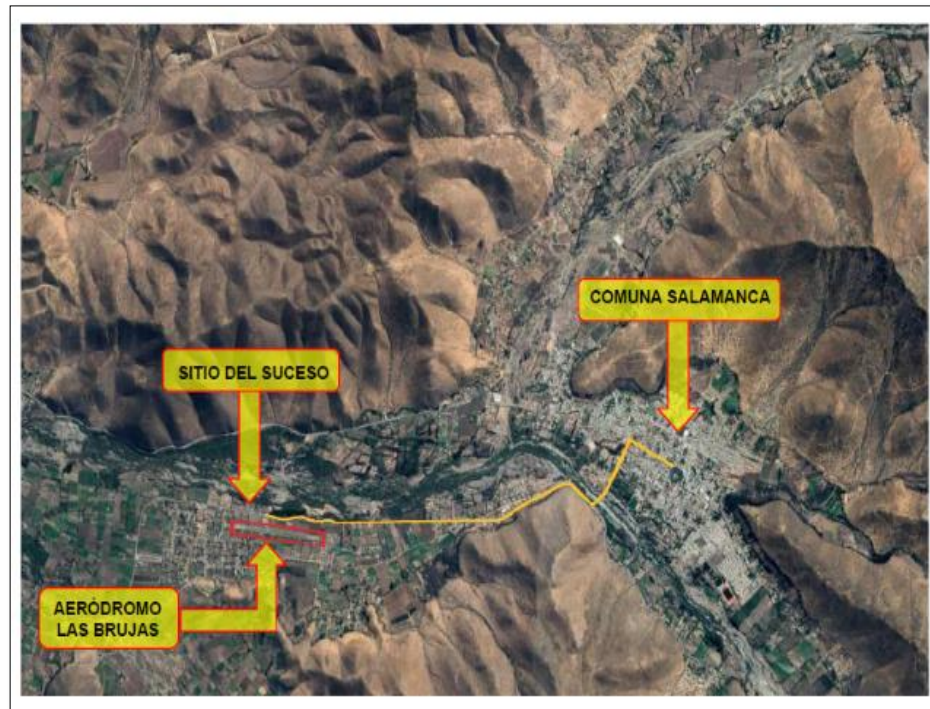 COMUNA SALAMANCA
SITIO DEL SUCESO
AERÓDROMO
LAS BRUJAS